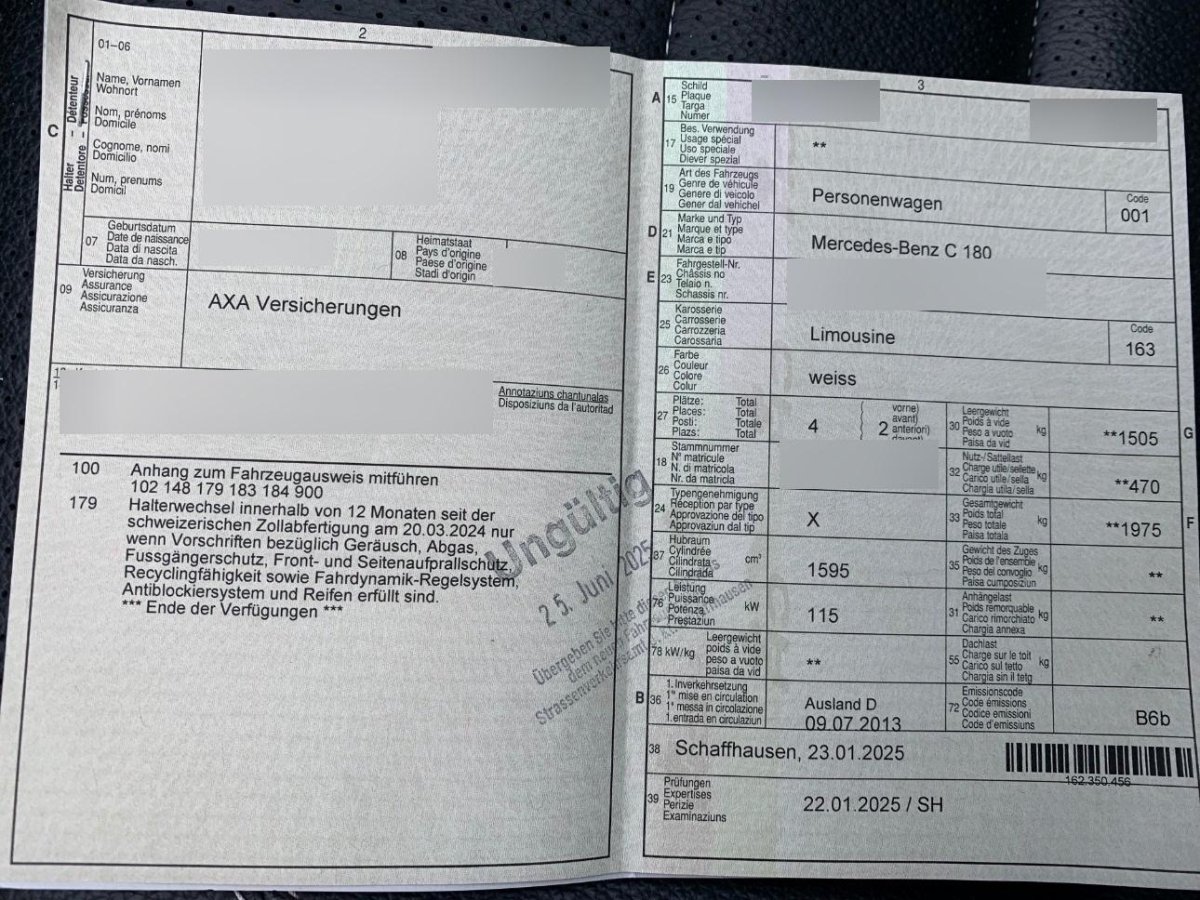 2
01–06
Name, Vornamen
Wohnort
Nom, prénoms
Domicile
Cognome, nomi
Domicilio
Num, prenums
Domicil
C
Halter – Détenteur
Detentore –
07
Geburtsdatum
Date de naissance
Data di nascita
Data da nasch.
08
Heimatstaat
Pays d'origine
Paese d'origine
Stadi d'origin
09
Versicherung
Assurance
Assicurazione
Assicuranza
AXA Versicherungen
Annotaziuns chantunalas
Disposiziuns da l'autoritad
100 Anhang zum Fahrzeugausweis mitführen
102 148 179 183 184 900
179 Halterwechsel innerhalb von 12 Monaten seit der
schweizerischen Zollabfertigung am 20.03.2024 nur
wenn Vorschriften bezüglich Geräusch, Abgas,
Fussgängerschutz, Front- und Seitenaufprallschutz,
Recyclingfähigkeit sowie Fahrdynamik-Regelsystem,
Antiblockiersystem und Reifen erfüllt sind.
*** Ende der Verfügungen ***
Ungültig
25. Juni 2025
Übergeben Sie bitte
dem neuen
Strassenverkehrsamt
3
A 15
Schild
Plaque
Targa
Numer
17
Bes. Verwendung
Usage spécial
Uso speciale
Diever spezial
**
19
Art des Fahrzeugs
Genre de véhicule
Genere di veicolo
Gener dal vehichel
Personenwagen
Code
001
D 21
Marke und Typ
Marque et type
Marca e tipo
Marca e tip
Mercedes-Benz C 180
E 23
Fahrgestell-Nr.
Châssis no
Telaio n.
Schassis nr.
25
Karosserie
Carrosserie
Carrozzeria
Carossaria
Limousine
Code
163
26
Farbe
Couleur
Colore
Colur
weiss
27
Plätze: Total
Places: Total
Posti: Totale
Plazs: Total
4
2
vorne)
avant)
anteriori)
30
Leergewicht
Poids à vide
Peso a vuoto
Paisa da vid
kg
**1505
G
18
Stammnummer
N° matricule
N. di matricola
Nr. da matricla
32
Nutz-/Sattellast
Charge utile/sellette
Carico utile/sella
Chargia utila/sella
kg
**470
24
Typengenehmigung
Réception par type
Approvazione del tipo
Approvaziun dal tip
X
33
Gesamtgewicht
Poids total
Peso totale
Paisa totala
kg
**1975
F
37
Hubraum
Cylindrée
Cilindrata
Cilindrada
cm³
1595
35
Gewicht des Zuges
Poids de l'ensemble
Peso del convoglio
Paisa cumposiziun
kg
**
76
Leistung
Puissance
Potenza
Prestaziun
kW
115
31
Anhängelast
Poids remorquable
Carico rimorchiato
Chargia annexa
kg
**
78 kW/kg
Leergewicht
poids à vide
peso a vuoto
paisa da vid
**
55
Dachlast
Charge sur le toit
Carico sul tetto
Chargia sin il tetg
kg
B 36
1. Inverkehrsetzung
1re mise en circulation
1a messa in circolazione
1. entrada en circulaziun
Ausland D
09.07.2013
72
Emissionscode
Code émissions
Codice emissioni
Code d'emissiuns
B6b
38
Schaffhausen, 23.01.2025
162.350.456
39
Prüfungen
Expertises
Perizie
Examinaziuns
22.01.2025 / SH